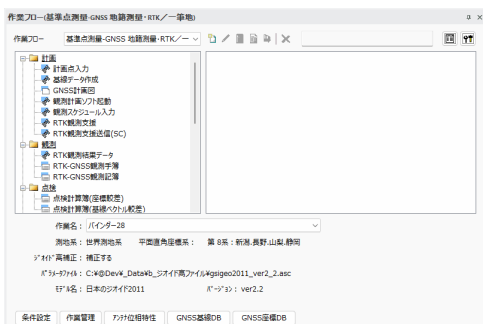 作業フロー(基準点測量-GNSS 地籍測量・RTK／一筆地)
作業フロー 基準点測量-GNSS 地籍測量・RTK／一
計画
計画点入力
基線データ作成
GNSS計画図
観測計画ソフト起動
観測スケジュール入力
RTK観測支援
RTK観測支援送信(SC)
観測
RTK観測結果データ
RTK-GNSS観測手簿
RTK-GNSS観測記簿
点検
点検計算簿(座標較差)
点検計算簿(基線ベクトル較差)
作業名： バインダー28
測地系： 世界測地系 平面直角座標系： 第 8系：新潟.長野.山梨.静岡
ジオイド高補正： 補正する
パラメータファイル： C:¥@Dev¥_Data¥b_ジオイド高ファイル¥gsigeo2011_ver2_2.asc
モデル名： 日本のジオイド2011 バージョン： ver2.2
条件設定 作業管理 アンテナ位相特性 GNSS基線DB GNSS座標DB